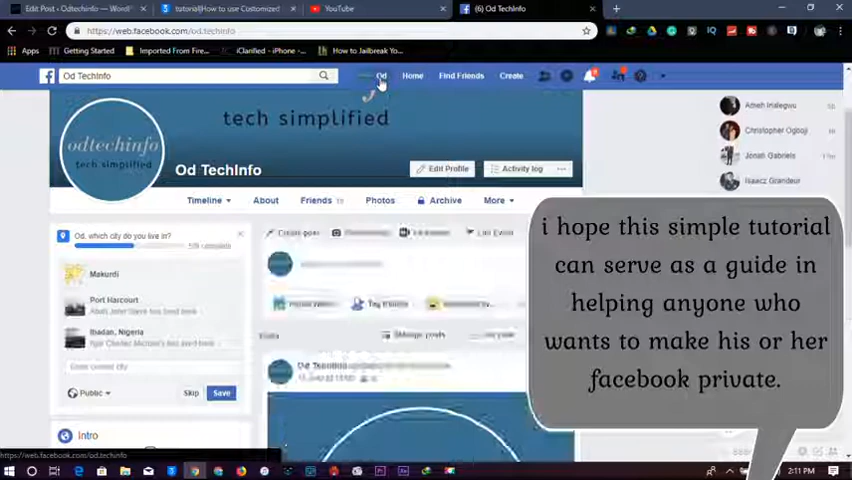 Edit Post ‹ Odtechinfo — Word
tutorial|How to use Customized
YouTube
(6) Od TechInfo
https://web.facebook.com/od.techinfo
Apps
Getting Started
Imported From Fire...
iClarified - iPhone -...
How to Jailbreak Yo...
Od TechInfo
Od
Home
Find Friends
Create
tech simplified
odtechinfo
tech simplified
Od TechInfo
Edit Profile
Activity log
Timeline
About
Friends
Photos
Archive
More
Christopher Ogboji
Jonah Gabriels
Isaacz Grandeur
Od, which city do you live in?
Makurdi
Port Harcourt
Ibadan, Nigeria
Public
Skip
Save
Create post
Manage posts
Intro
i hope this simple tutorial
can serve as a guide in
helping anyone who
wants to make his or her
facebook private.
https://web.facebook.com/od.techinfo
2:11 PM